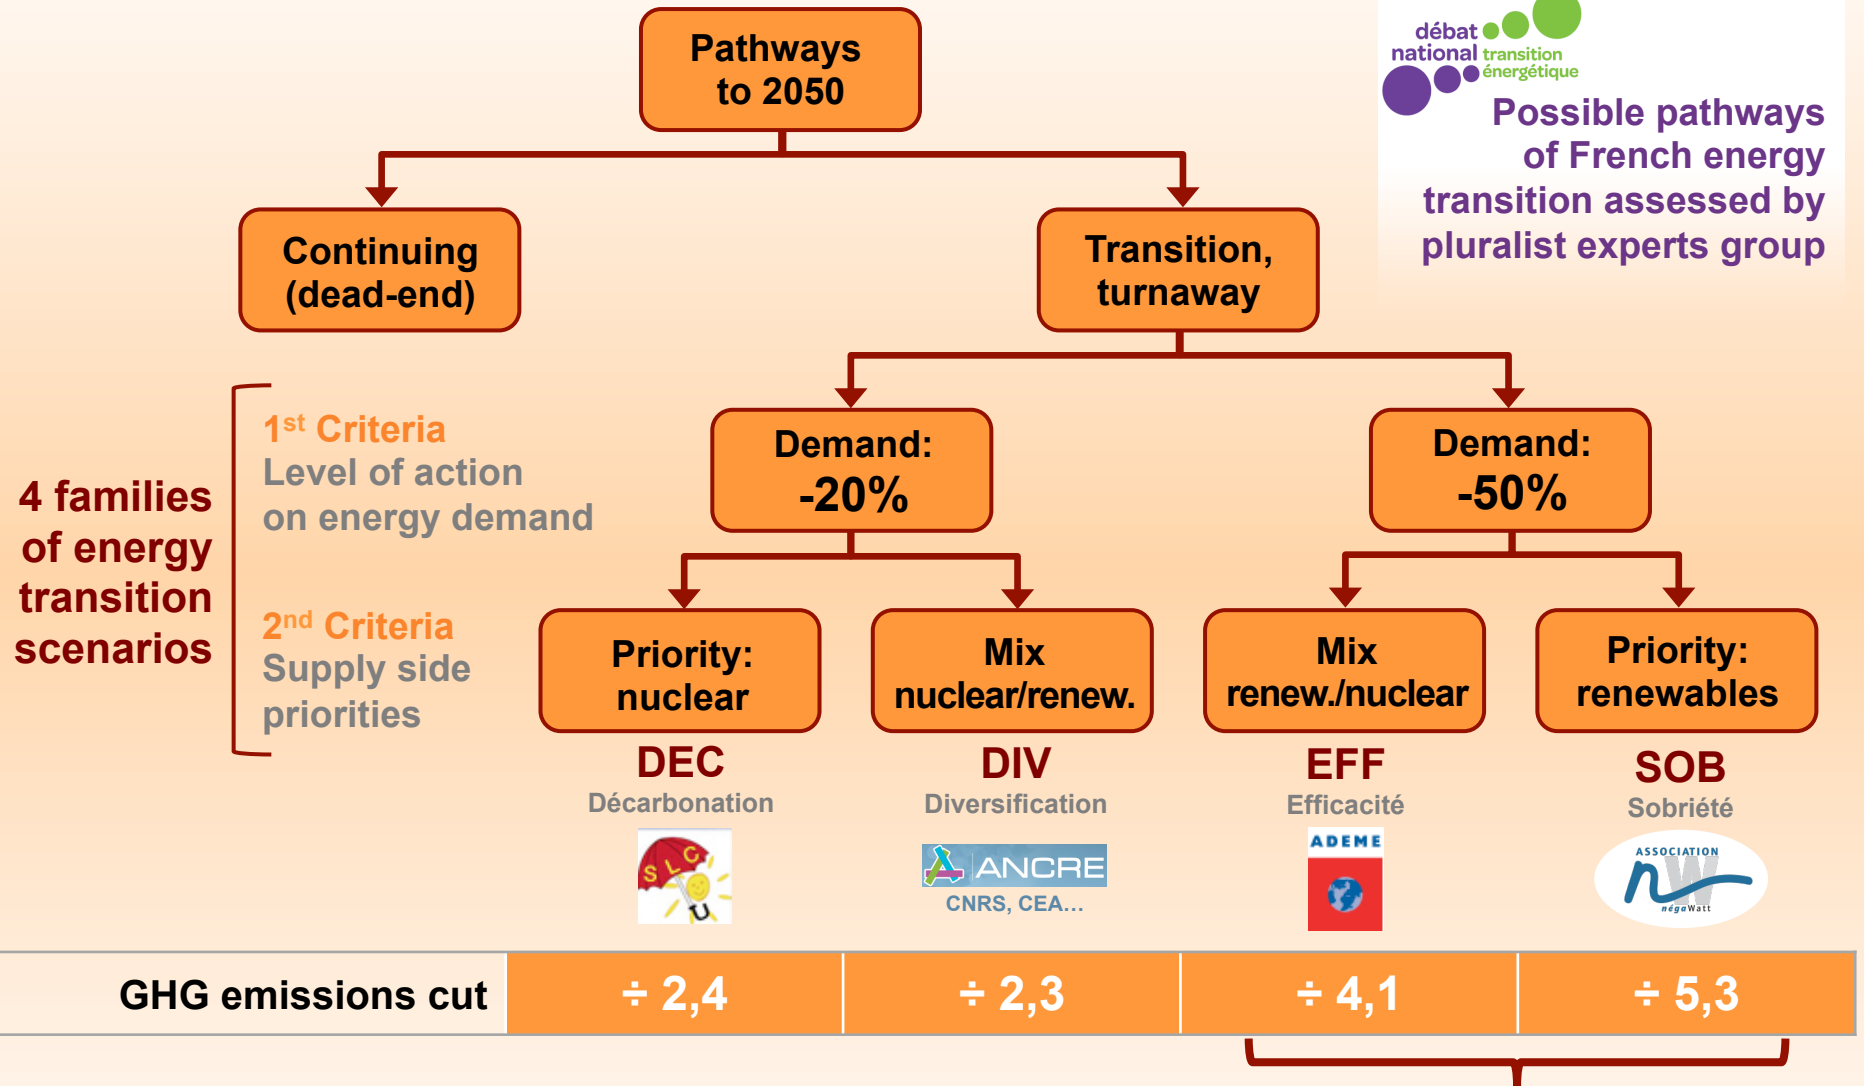 Pathways
to 2050
débat
national transition
énergétique
Possible pathways
of French energy
transition assessed by
pluralist experts group
Continuing
(dead-end)
Transition,
turnaway
4 families
of energy
transition
scenarios
1st Criteria
Level of action
on energy demand
2nd Criteria
Supply side
priorities
Demand:
-20%
Demand:
-50%
Priority:
nuclear
Mix
nuclear/renew.
Mix
renew./nuclear
Priority:
renewables
DEC
Décarbonation
DIV
Diversification
EFF
Efficacité
SOB
Sobriété
SLC
U
ANCRE
CNRS, CEA…
ADEME
ASSOCIATION
nW
négaWatt
GHG emissions cut
÷ 2,4
÷ 2,3
÷ 4,1
÷ 5,3